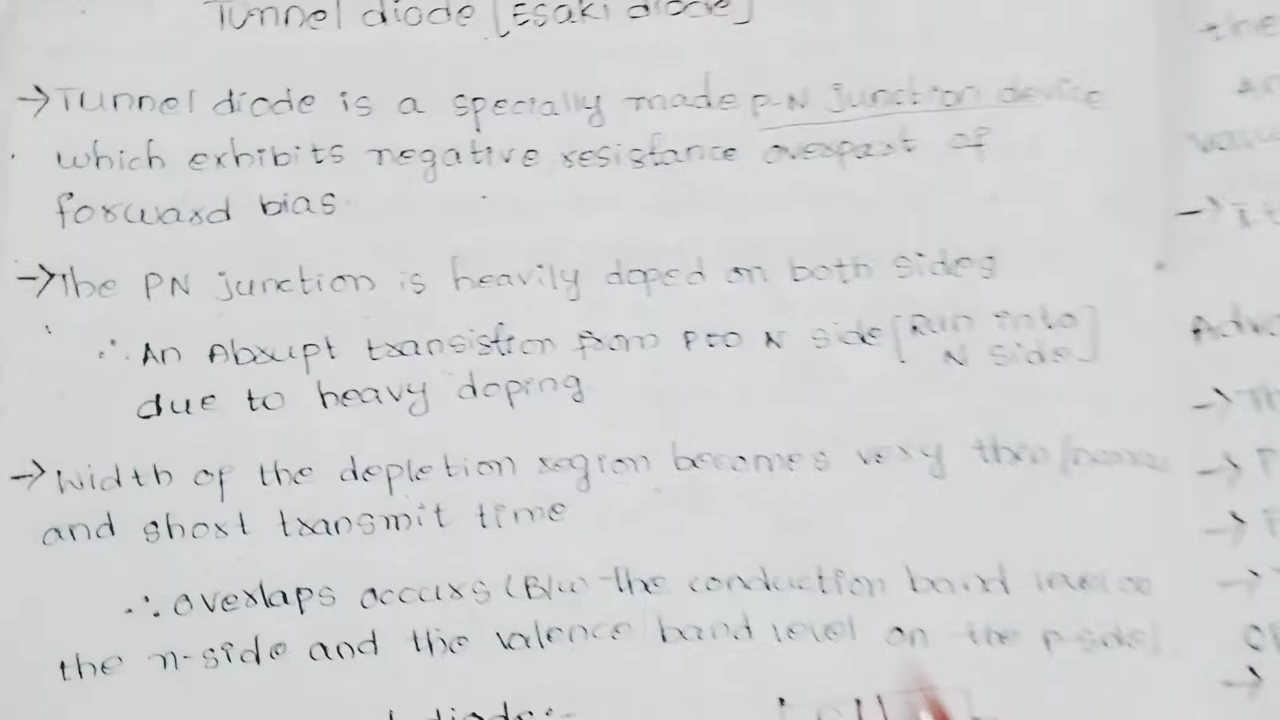 Tunnel diode [Esaki diode]
→Tunnel diode is a specially made P-N junction device
which exhibits negative resistance overpart of
forward bias.
→The PN junction is heavily doped on both sides
∴ An Abrupt transistion from P to N side [Run into
N side]
due to heavy doping
→Width of the depletion region becomes very thin/
and short transmit time
∴ overlaps occurs (B/w the conduction band
the n-side and the valence band level on the p-side)
the
→
Adva
→ Th
→
→
→
→